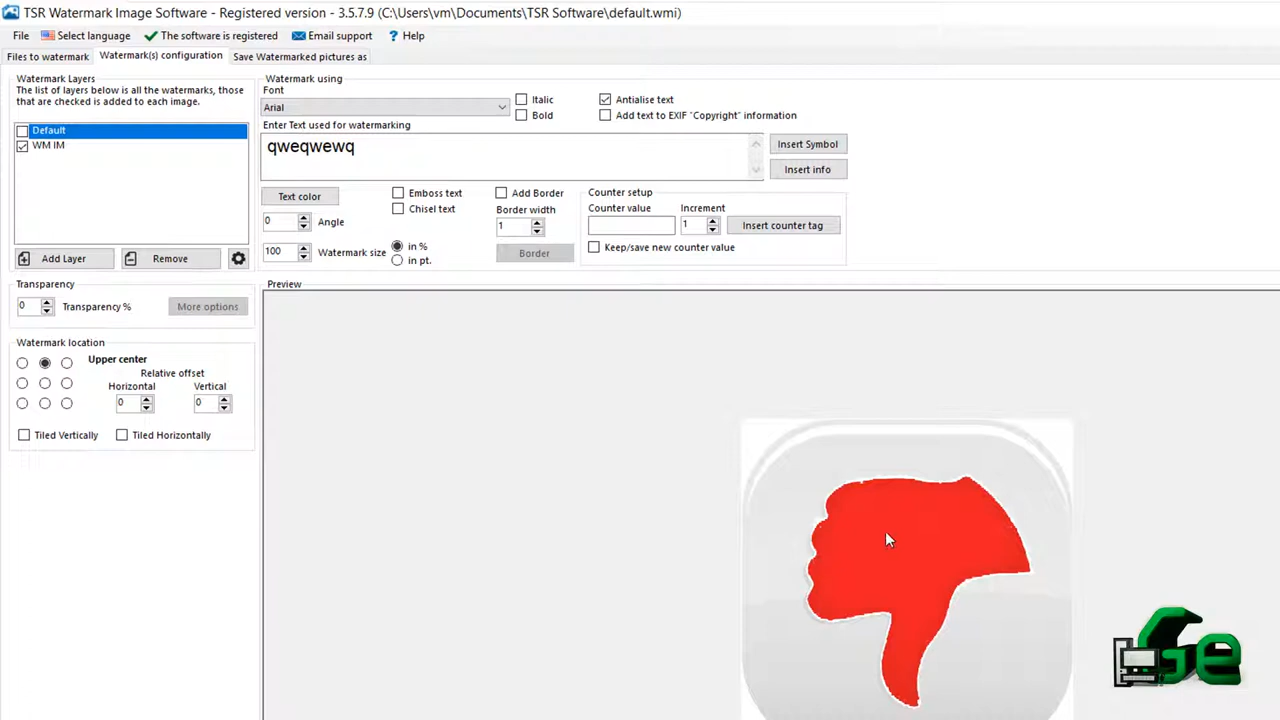 TSR Watermark Image Software - Registered version - 3.5.7.9 (C:\Users\vm\Documents\TSR Software\default.wmi)
File Select language The software is registered Email support ? Help
Files to watermark Watermark(s) configuration Save Watermarked pictures as
Watermark Layers
The list of layers below is all the watermarks, those
that are checked is added to each image.
Default
WM IM
Add Layer Remove
Watermark using
Font
Arial
Italic
Bold
Antialise text
Add text to EXIF "Copyright" information
Enter Text used for watermarking
qweqwewq
Insert Symbol
Insert info
Text color
0 Angle
100 Watermark size
in %
in pt.
Emboss text
Chisel text
Add Border
Border width
1
Border
Counter setup
Counter value Increment
1 Insert counter tag
Keep/save new counter value
Transparency
0 Transparency % More options
Watermark location
Upper center
Relative offset
Horizontal Vertical
0 0
Tiled Vertically Tiled Horizontally
Preview
Ge